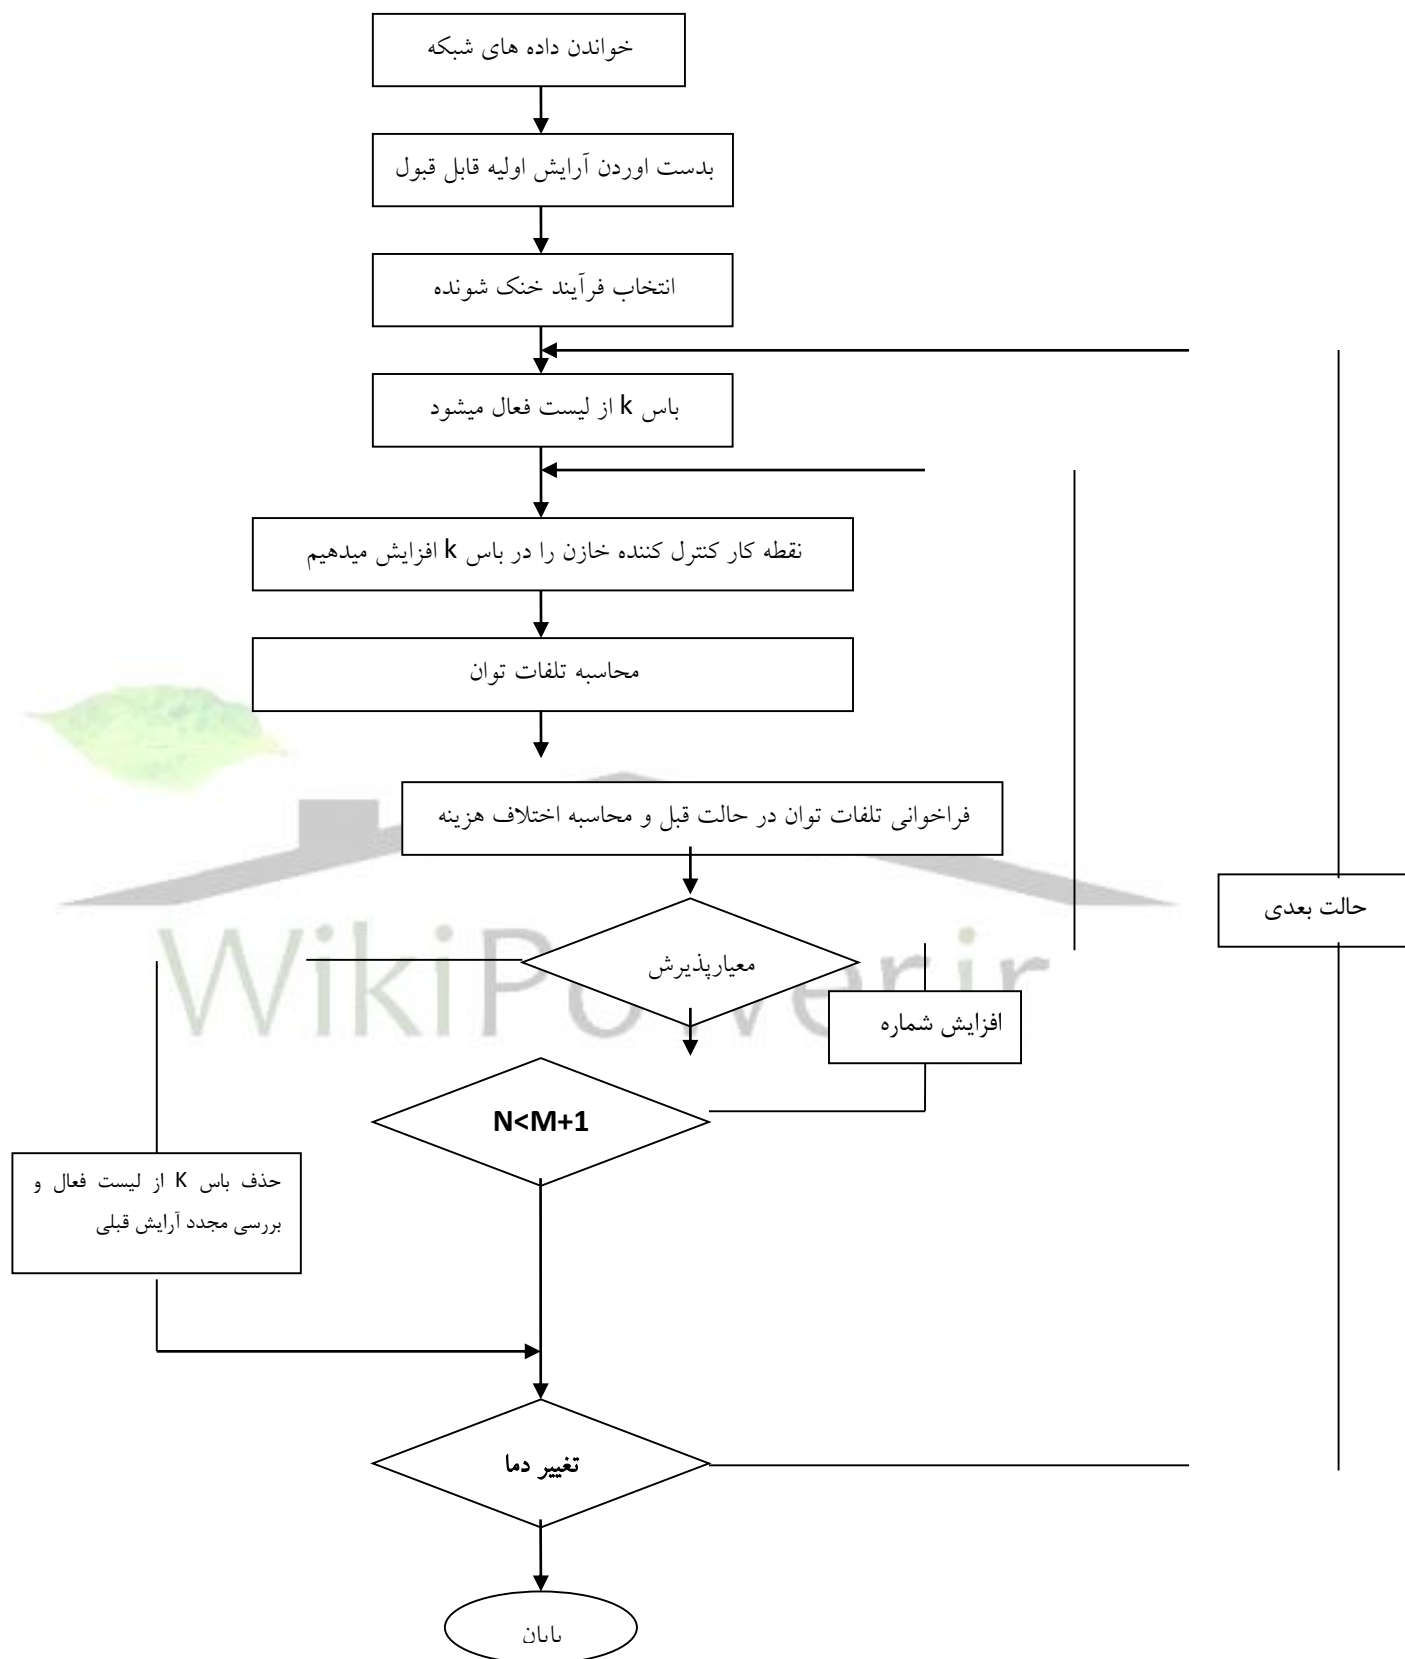 خواندن داده های شبکه
بدست اوردن آرایش اولیه قابل قبول
انتخاب فرآیند خنک شونده
باس k از لیست فعال میشود
نقطه کار کنترل کننده خازن را در باس k افزایش میدهیم
محاسبه تلفات توان
فراخوانی تلفات توان در حالت قبل و محاسبه اختلاف هزینه
حالت بعدی
معیارپذیرش
WikiPower.ir
افزایش شماره
N<M+1
حذف باس K از لیست فعال و
بررسی مجدد آرایش قبلی
تغییر دما
پایان